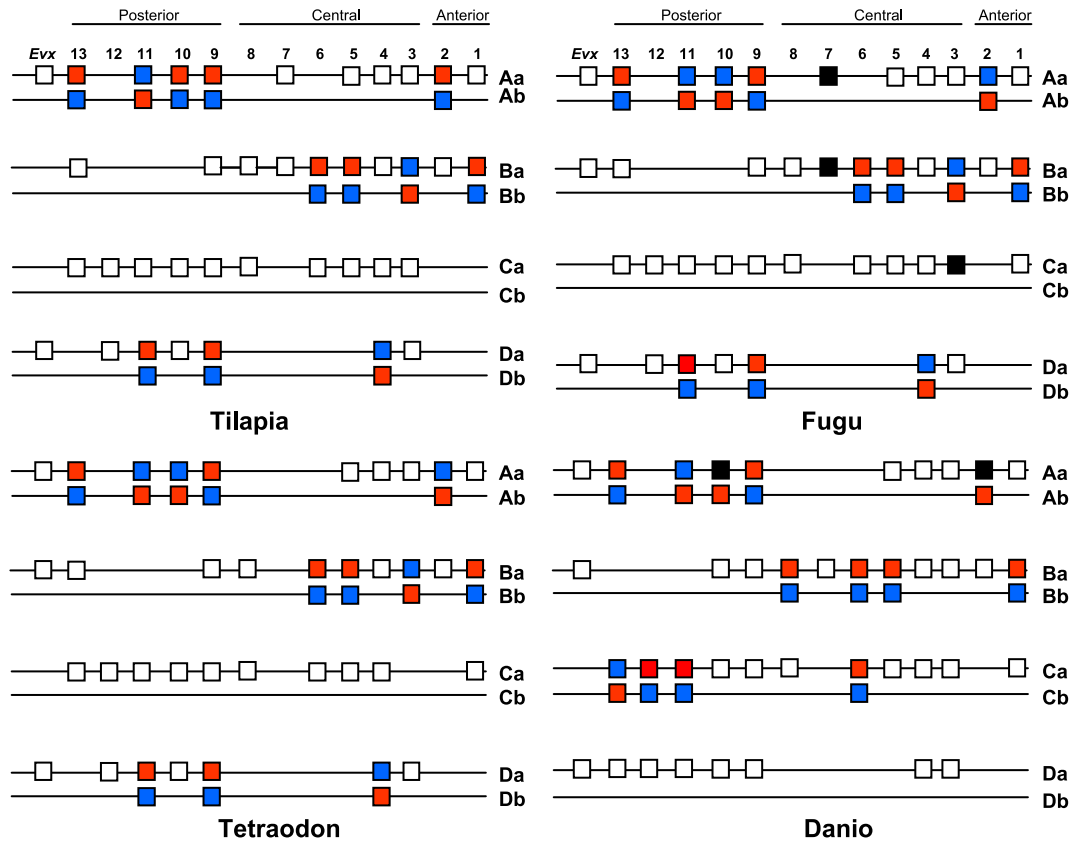 Posterior Central Anterior
Evx 13 12 11 10 9 8 7 6 5 4 3 2 1
Aa
Ab
Ba
Bb
Ca
Cb
Da
Db
Tilapia
Posterior Central Anterior
Evx 13 12 11 10 9 8 7 6 5 4 3 2 1
Aa
Ab
Ba
Bb
Ca
Cb
Da
Db
Fugu
Aa
Ab
Ba
Bb
Ca
Cb
Da
Db
Tetraodon
Aa
Ab
Ba
Bb
Ca
Cb
Da
Db
Danio